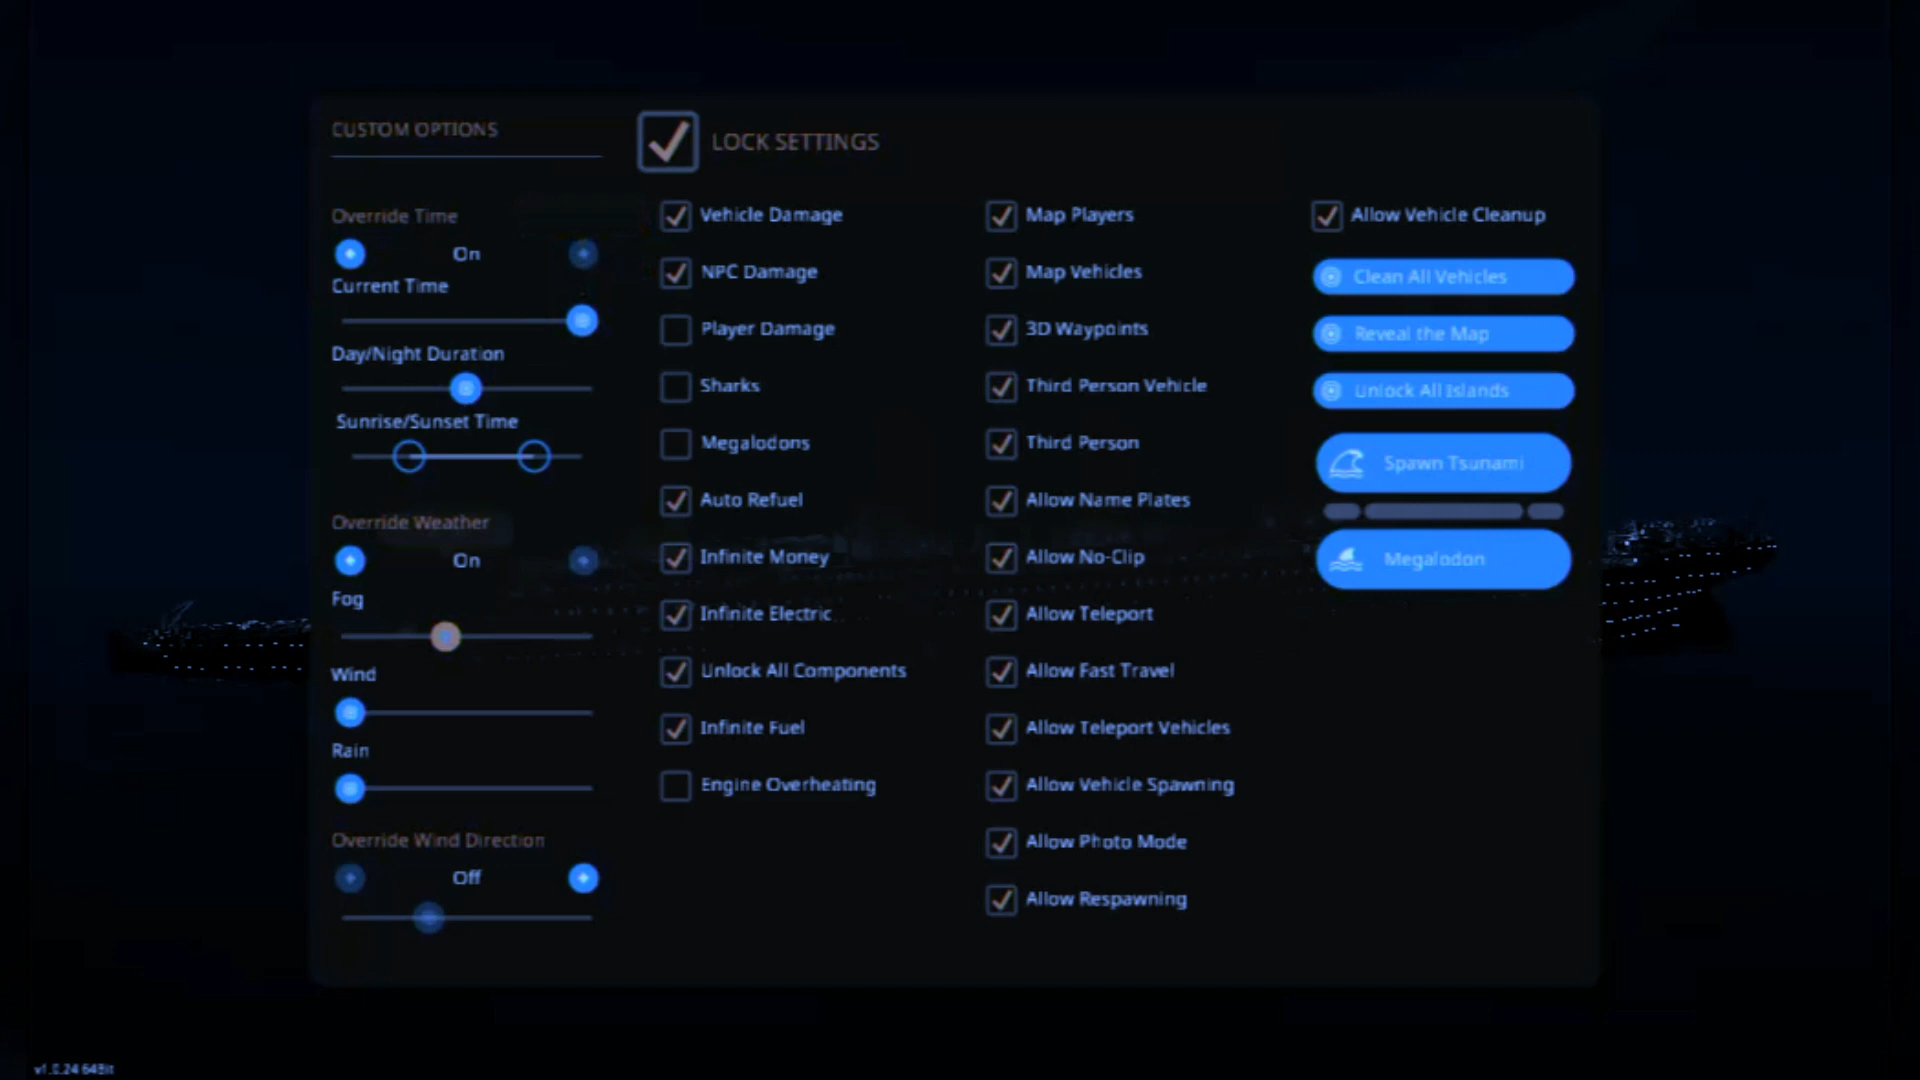 CUSTOM OPTIONS
LOCK SETTINGS
Override Time
On
Current Time
Day/Night Duration
Sunrise/Sunset Time
Override Weather
On
Fog
Wind
Rain
Override Wind Direction
Off
Vehicle Damage
NPC Damage
Player Damage
Sharks
Megalodons
Auto Refuel
Infinite Money
Infinite Electric
Unlock All Components
Infinite Fuel
Engine Overheating
Map Players
Map Vehicles
3D Waypoints
Third Person Vehicle
Third Person
Allow Name Plates
Allow No-Clip
Allow Teleport
Allow Fast Travel
Allow Teleport Vehicles
Allow Vehicle Spawning
Allow Photo Mode
Allow Respawning
Allow Vehicle Cleanup
Clean All Vehicles
Reveal the Map
Unlock All Islands
Spawn Tsunami
Megalodon
v1.0.24 64Bit